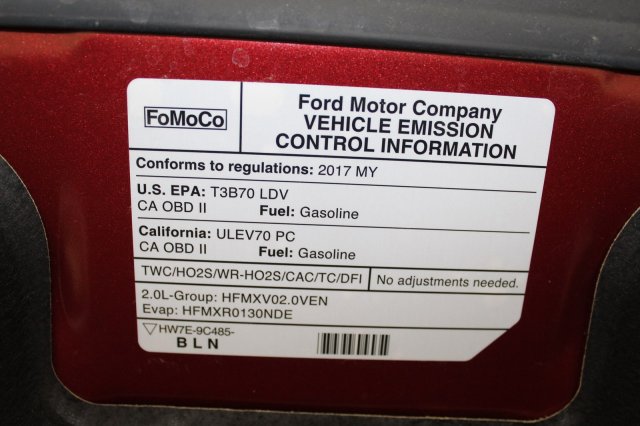 FoMoCo
Ford Motor Company
VEHICLE EMISSION
CONTROL INFORMATION
Conforms to regulations: 2017 MY
U.S. EPA: T3B70 LDV
CA OBD II Fuel: Gasoline
California: ULEV70 PC
CA OBD II Fuel: Gasoline
TWC/HO2S/WR-HO2S/CAC/TC/DFI No adjustments needed.
2.0L-Group: HFMXV02.0VEN
Evap: HFMXR0130NDE
HW7E-9C485-
BLN